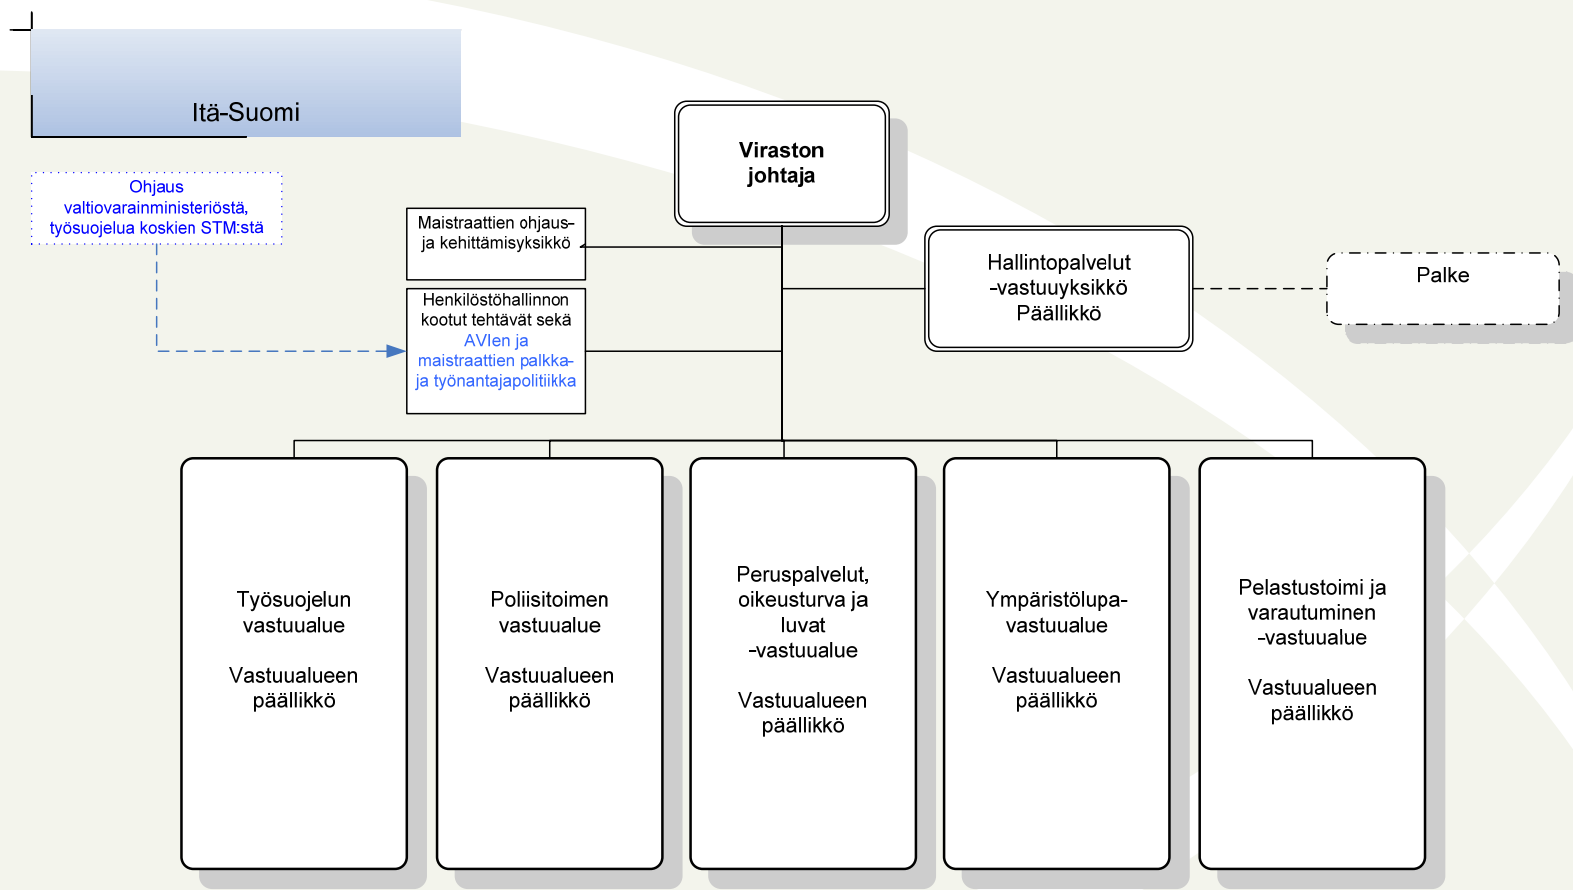 Itä-Suomi
Viraston
johtaja
Ohjaus
valtiovarainministeriöstä,
työsuojelua koskien STM:stä
Maistraattien ohjaus-
ja kehittämisyksikkö
Hallintopalvelut
-vastuuyksikkö
Päällikkö
Palke
Henkilöstöhallinnon
kootut tehtävät sekä
AVIen ja
maistraattien palkka-
ja työnantajapolitiikka
Työsuojelun
vastuualue
Vastuualueen
päällikkö
Poliisitoimen
vastuualue
Vastuualueen
päällikkö
Peruspalvelut,
oikeusturva ja
luvat
-vastuualue
Vastuualueen
päällikkö
Ympäristölupa-
vastuualue
Vastuualueen
päällikkö
Pelastustoimi ja
varautuminen
-vastuualue
Vastuualueen
päällikkö